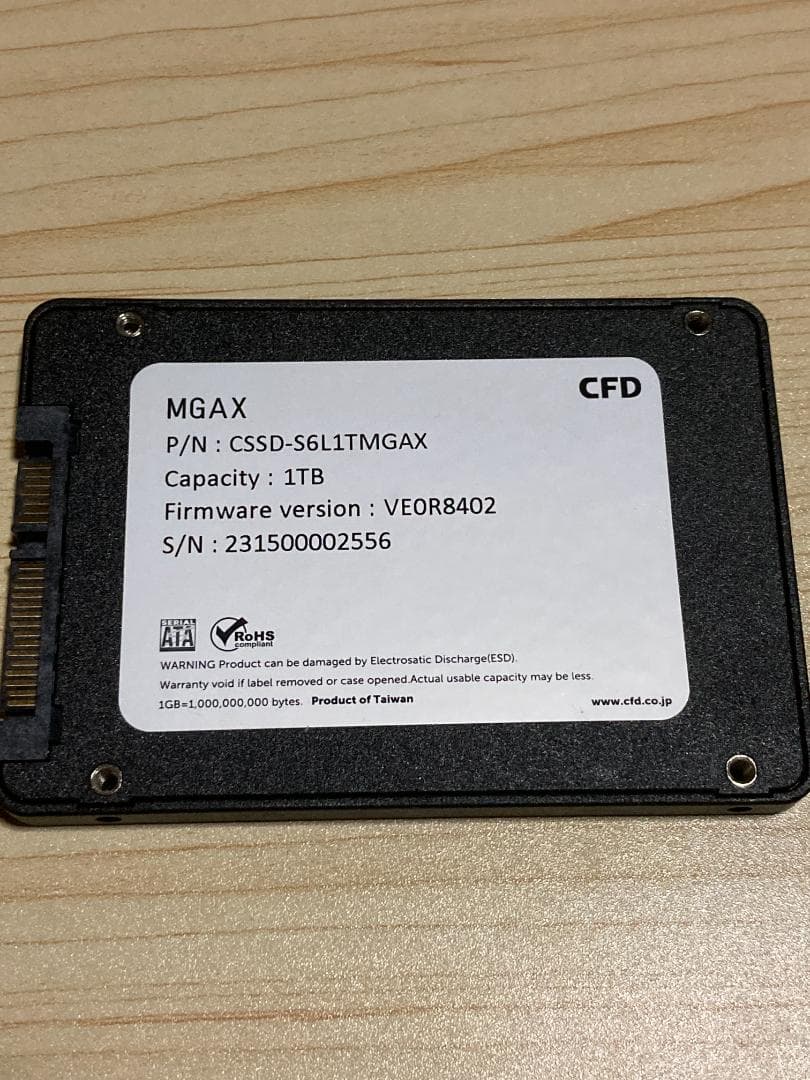 CFD
MGAX
P/N : CSSD-S6L1TMGAX
Capacity : 1TB
Firmware version : VE0R8402
S/N : 231500002556
SERIAL
ATA
RoHS
compliant
WARNING Product can be damaged by Electrosatic Discharge(ESD).
Warranty void if label removed or case opened.Actual usable capacity may be less.
1GB=1,000,000,000 bytes. Product of Taiwan www.cfd.co.jp